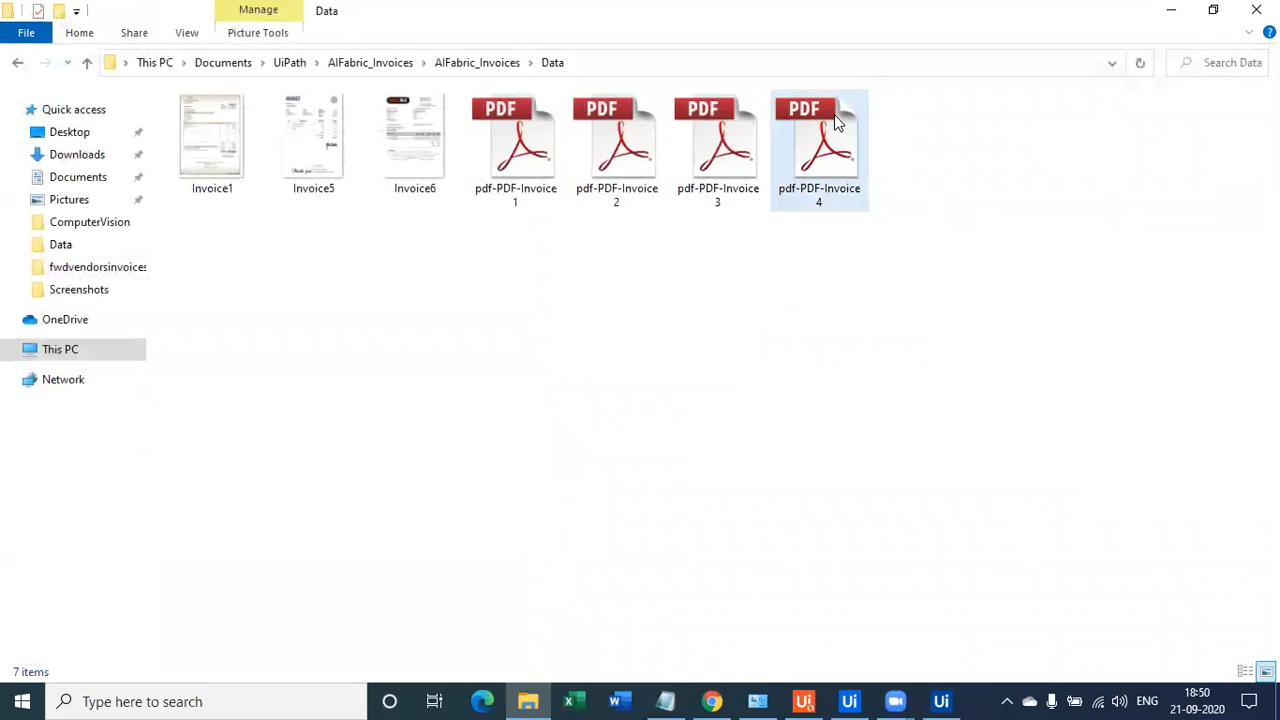 Manage
Data
File
Home
Share
View
Picture Tools
This PC
Documents
UiPath
AIFabric_Invoices
AIFabric_Invoices
Data
Search Data
Quick access
Desktop
Downloads
Documents
Pictures
ComputerVision
Data
fwdvendorsinvoices
Screenshots
OneDrive
This PC
Network
PDF
PDF
PDF
PDF
Invoice1
Invoice5
Invoice6
pdf-PDF-Invoice
1
pdf-PDF-Invoice
2
pdf-PDF-Invoice
3
pdf-PDF-Invoice
4
7 items
Type here to search
Ui
Ui
Ui
ENG
18:50
21-09-2020